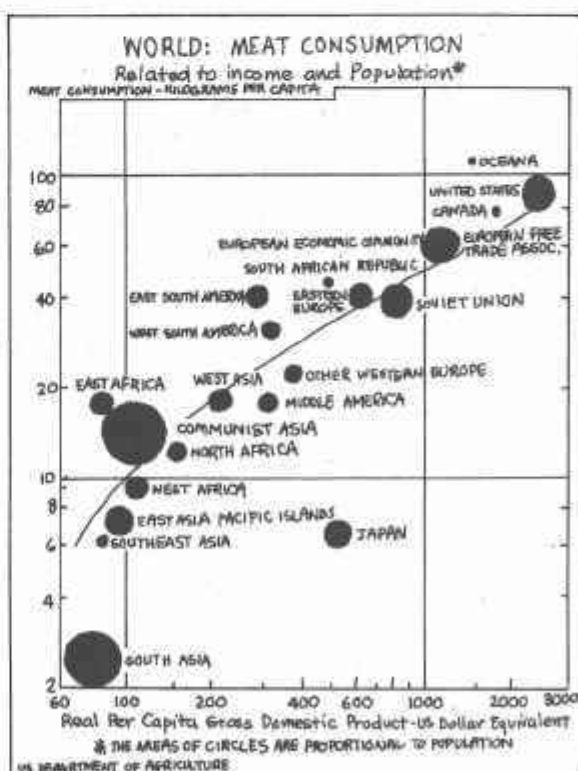 WORLD: MEAT CONSUMPTION
Related to income and Population*
MEAT CONSUMPTION - KILOGRAMS PER CAPITA
OCEANA
100
UNITED STATES
80
CANADA
60
EUROPEAN ECONOMIC COMMUNITY
EUROPEAN FREE
TRADE ASSOC.
SOUTH AFRICAN REPUBLIC
40
EAST SOUTH AMERICA
EASTERN
EUROPE
SOVIET UNION
WEST SOUTH AMERICA
20
EAST AFRICA
WEST ASIA
OTHER WESTERN EUROPE
MIDDLE AMERICA
COMMUNIST ASIA
NORTH AFRICA
10
8
WEST AFRICA
EAST ASIA PACIFIC ISLANDS
6
SOUTHEAST ASIA
JAPAN
4
SOUTH ASIA
2
60 100 200 400 600 1000 2000 3000
Real Per Capita Gross Domestic Product - US Dollar Equivalent
* THE AREAS OF CIRCLES ARE PROPORTIONAL TO POPULATION
US DEPARTMENT OF AGRICULTURE